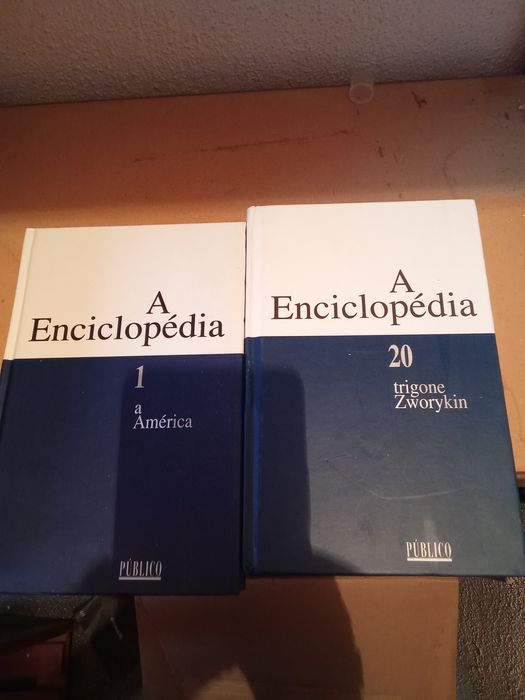 A
Enciclopédia
1
a
América
PÚBLICO
A
Enciclopédia
20
trigone
Zworykin
PÚBLICO